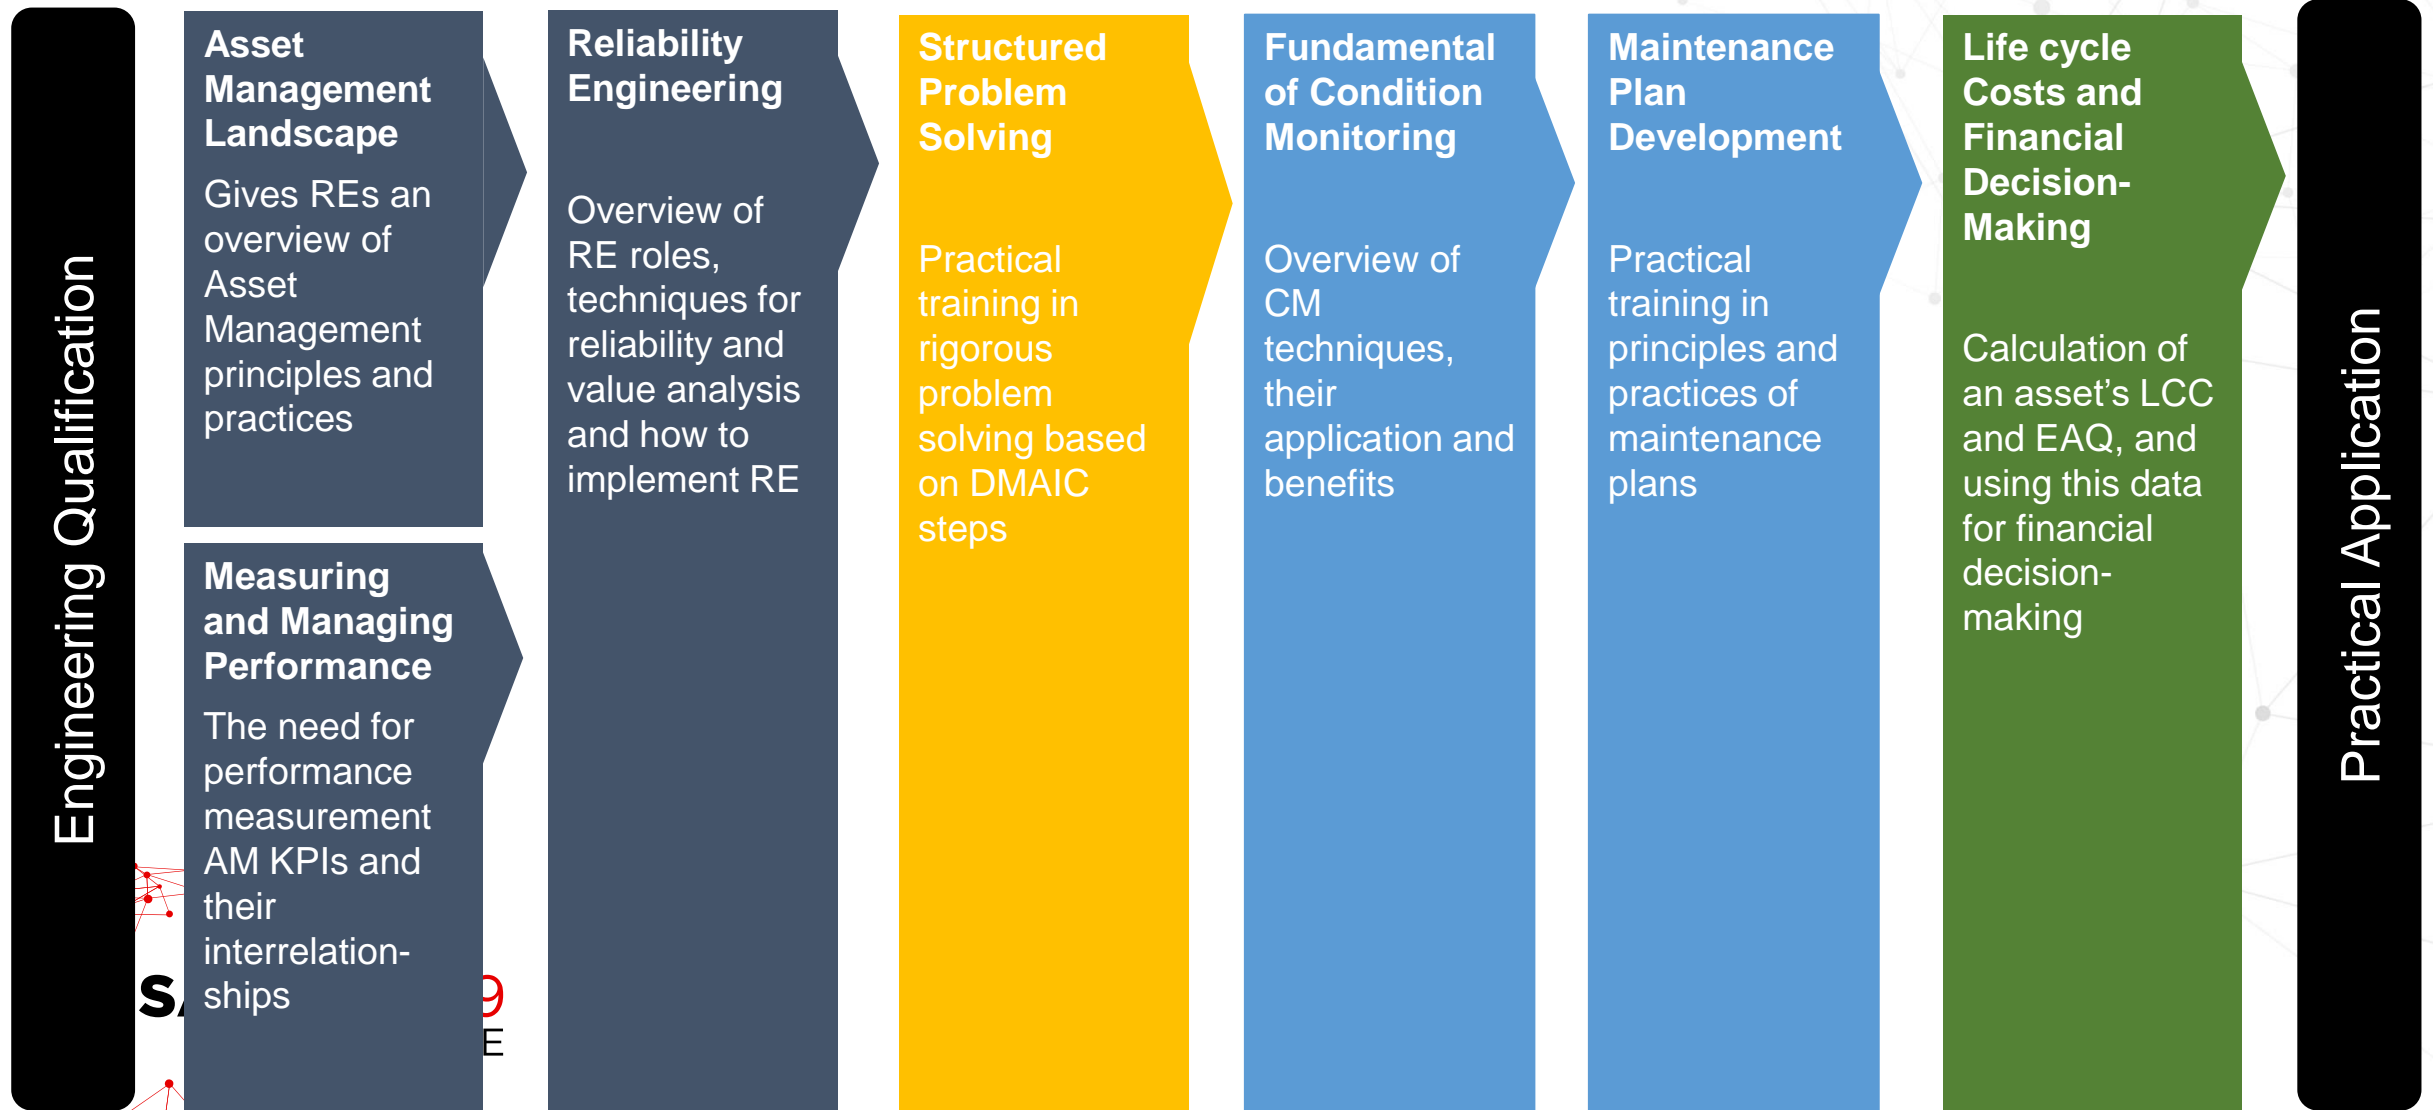 Engineering Qualification
Asset
Management
Landscape
Gives REs an
overview of
Asset
Management
principles and
practices
Measuring
and Managing
Performance
The need for
performance
measurement
AM KPIs and
their
interrelation-
ships
Reliability
Engineering
Overview of
RE roles,
techniques for
reliability and
value analysis
and how to
implement RE
Structured
Problem
Solving
Practical
training in
rigorous
problem
solving based
on DMAIC
steps
Fundamental
of Condition
Monitoring
Overview of
CM
techniques,
their
application and
benefits
Maintenance
Plan
Development
Practical
training in
principles and
practices of
maintenance
plans
Life cycle
Costs and
Financial
Decision-
Making
Calculation of
an asset’s LCC
and EAQ, and
using this data
for financial
decision-
making
Practical Application